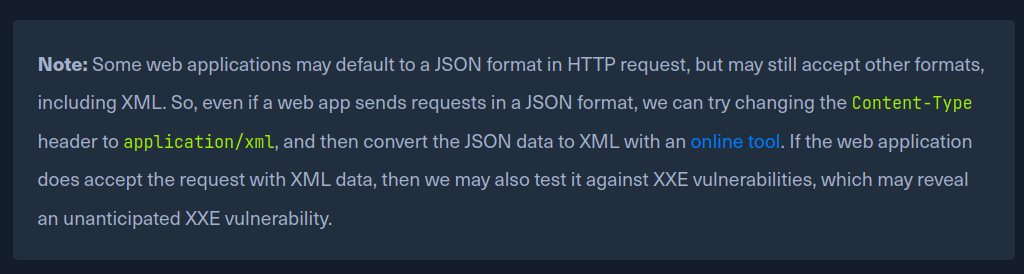 Note: Some web applications may default to a JSON format in HTTP request, but may still accept other formats,
including XML. So, even if a web app sends requests in a JSON format, we can try changing the Content-Type
header to application/xml, and then convert the JSON data to XML with an online tool. If the web application
does accept the request with XML data, then we may also test it against XXE vulnerabilities, which may reveal
an unanticipated XXE vulnerability.